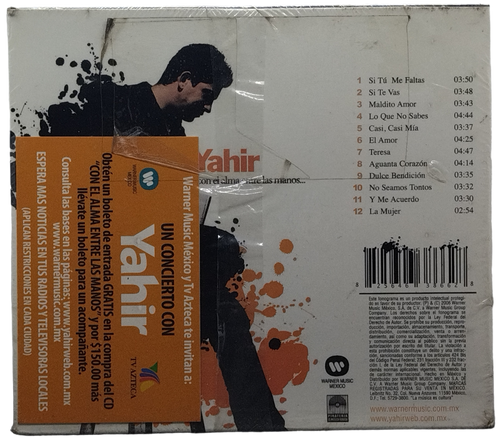 Yahir
con el alma entre las manos...
1 Si Tú Me Faltas 03:50
2 Si Te Vas 03:48
3 Maldito Amor 03:43
4 Lo Que No Sabes 03:44
5 Casi, Casi Mía 03:37
6 El Amor 03:25
7 Teresa 04:47
8 Aguanta Corazón 04:14
9 Dulce Bendición 03:35
10 No Seamos Tontos 03:32
11 Y Me Acuerdo 03:30
12 La Mujer 02:54
Warner Music México y Tv Azteca te invitan a:
UN CONCIERTO CON
Yahir
WARNER MUSIC
MÉXICO
TV AZTECA
Obtén un boleto de entrada GRATIS en la compra del CD
"CON EL ALMA ENTRE LAS MANOS" y por $150.00 más
llévate un boleto para un acompañante.
Consulta las bases en las páginas: www.yahirweb.com.mx
www.warnermusic.com.mx
ESPERA MÁS NOTICIAS EN TUS RADIOS Y TELEVISORAS LOCALES
(APLICAN RESTRICCIONES EN CADA CIUDAD)
WARNER MUSIC
MEXICO
www.warnermusic.com.mx
www.yahirweb.com.mx